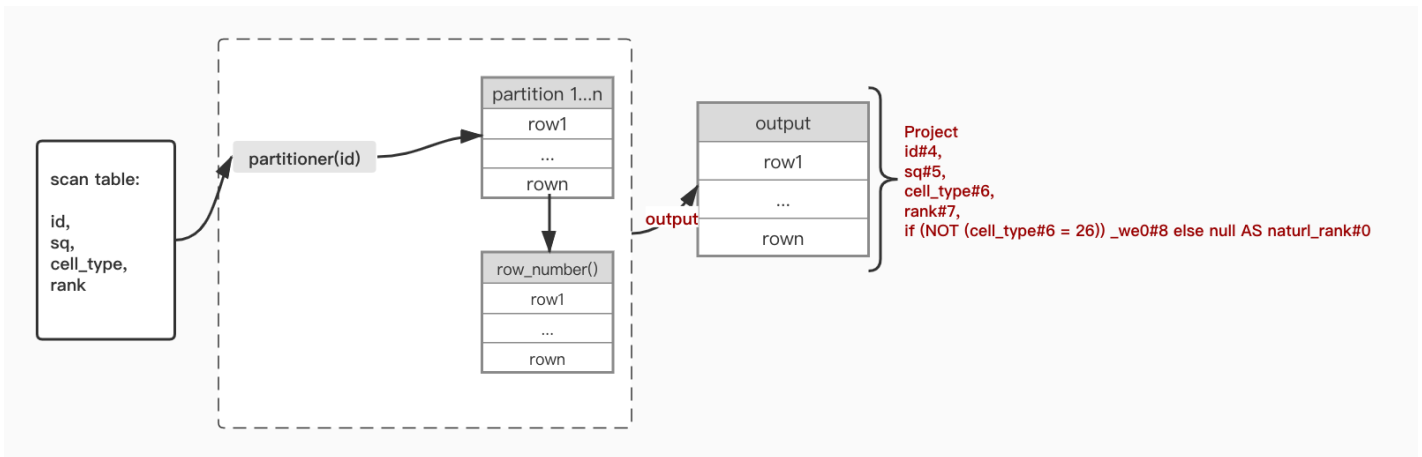 scan table:
id,
sq,
cell_type,
rank
partitioner(id)
partition 1...n
row1
...
rown
row_number()
row1
...
rown
output
output
row1
...
rown
Project
id#4,
sq#5,
cell_type#6,
rank#7,
if (NOT (cell_type#6 = 26)) _we0#8 else null AS naturl_rank#0